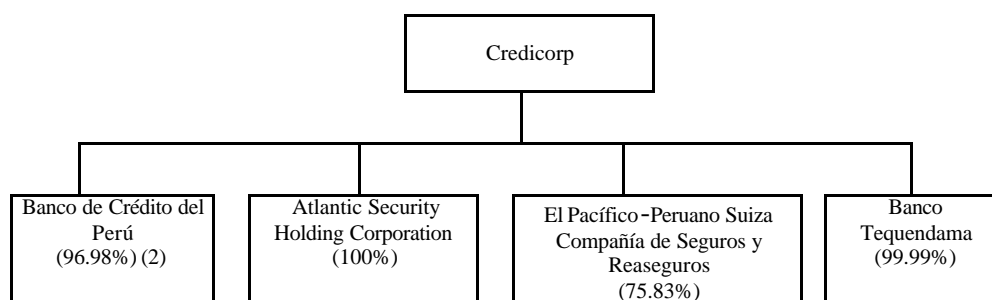 Credicorp
Banco de Crédito del
Perú
(96.98%) (2)
Atlantic Security
Holding Corporation
(100%)
El Pacífico-Peruano Suiza
Compañía de Seguros y
Reaseguros
(75.83%)
Banco
Tequendama
(99.99%)